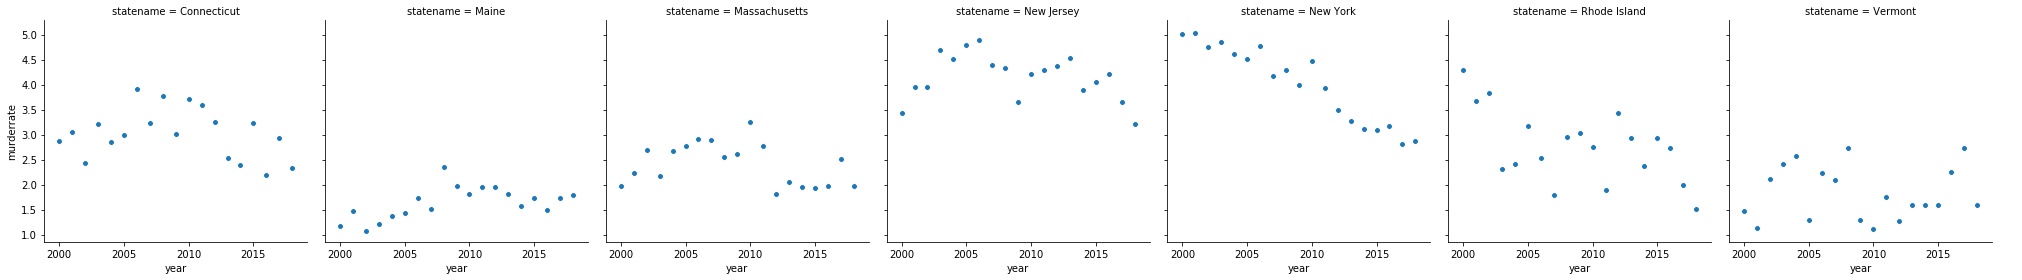 statename = Connecticut
statename = Maine
statename = Massachusetts
statename = New Jersey
statename = New York
statename = Rhode Island
statename = Vermont
murderrate
5.0
4.5
4.0
3.5
3.0
2.5
2.0
1.5
1.0
2000 2005 2010 2015
year
2000 2005 2010 2015
year
2000 2005 2010 2015
year
2000 2005 2010 2015
year
2000 2005 2010 2015
year
2000 2005 2010 2015
year
2000 2005 2010 2015
year